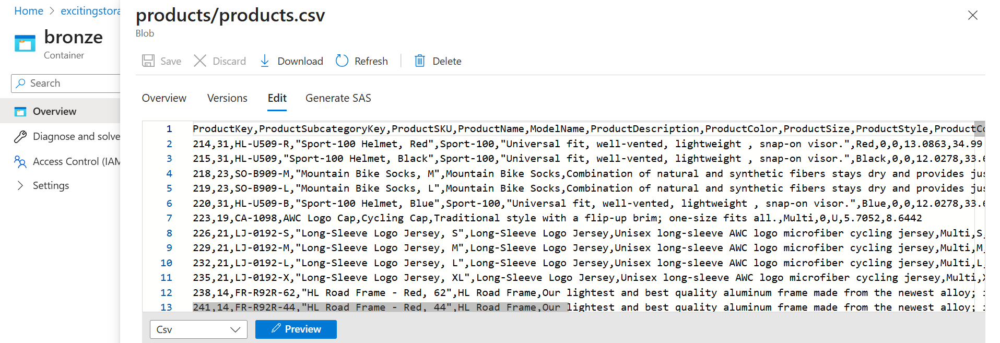 Home > excitingstora
bronze
Container
Search
Overview
Diagnose and solve
Access Control (IAM
Settings
products/products.csv
Blob
Save Discard Download Refresh Delete
Overview Versions Edit Generate SAS
1 ProductKey,ProductSubcategoryKey,ProductSKU,ProductName,ModelName,ProductDescription,ProductColor,ProductSize,ProductStyle,ProductCo
2 214,31,HL-U509-R,"Sport-100 Helmet, Red",Sport-100,"Universal fit, well-vented, lightweight , snap-on visor.",Red,0,0,13.0863,34.99
3 215,31,HL-U509,"Sport-100 Helmet, Black",Sport-100,"Universal fit, well-vented, lightweight , snap-on visor.",Black,0,0,12.0278,33.6
4 218,23,SO-B909-M,"Mountain Bike Socks, M",Mountain Bike Socks,Combination of natural and synthetic fibers stays dry and provides jus
5 219,23,SO-B909-L,"Mountain Bike Socks, L",Mountain Bike Socks,Combination of natural and synthetic fibers stays dry and provides jus
6 220,31,HL-U509-B,"Sport-100 Helmet, Blue",Sport-100,"Universal fit, well-vented, lightweight , snap-on visor.",Blue,0,0,12.0278,33.6
7 223,19,CA-1098,AWC Logo Cap,Cycling Cap,Traditional style with a flip-up brim; one-size fits all.,Multi,0,U,5.7052,8.6442
8 226,21,LJ-0192-S,"Long-Sleeve Logo Jersey, S",Long-Sleeve Logo Jersey,Unisex long-sleeve AWC logo microfiber cycling jersey,Multi,S,
9 229,21,LJ-0192-M,"Long-Sleeve Logo Jersey, M",Long-Sleeve Logo Jersey,Unisex long-sleeve AWC logo microfiber cycling jersey,Multi,M,
10 232,21,LJ-0192-L,"Long-Sleeve Logo Jersey, L",Long-Sleeve Logo Jersey,Unisex long-sleeve AWC logo microfiber cycling jersey,Multi,L,
11 235,21,LJ-0192-X,"Long-Sleeve Logo Jersey, XL",Long-Sleeve Logo Jersey,Unisex long-sleeve AWC logo microfiber cycling jersey,Multi,X
12 238,14,FR-R92R-62,"HL Road Frame - Red, 62",HL Road Frame,Our lightest and best quality aluminum frame made from the newest alloy; i
13 241,14,FR-R92R-44,"HL Road Frame - Red, 44",HL Road Frame,Our lightest and best quality aluminum frame made from the newest alloy; i
Csv Preview